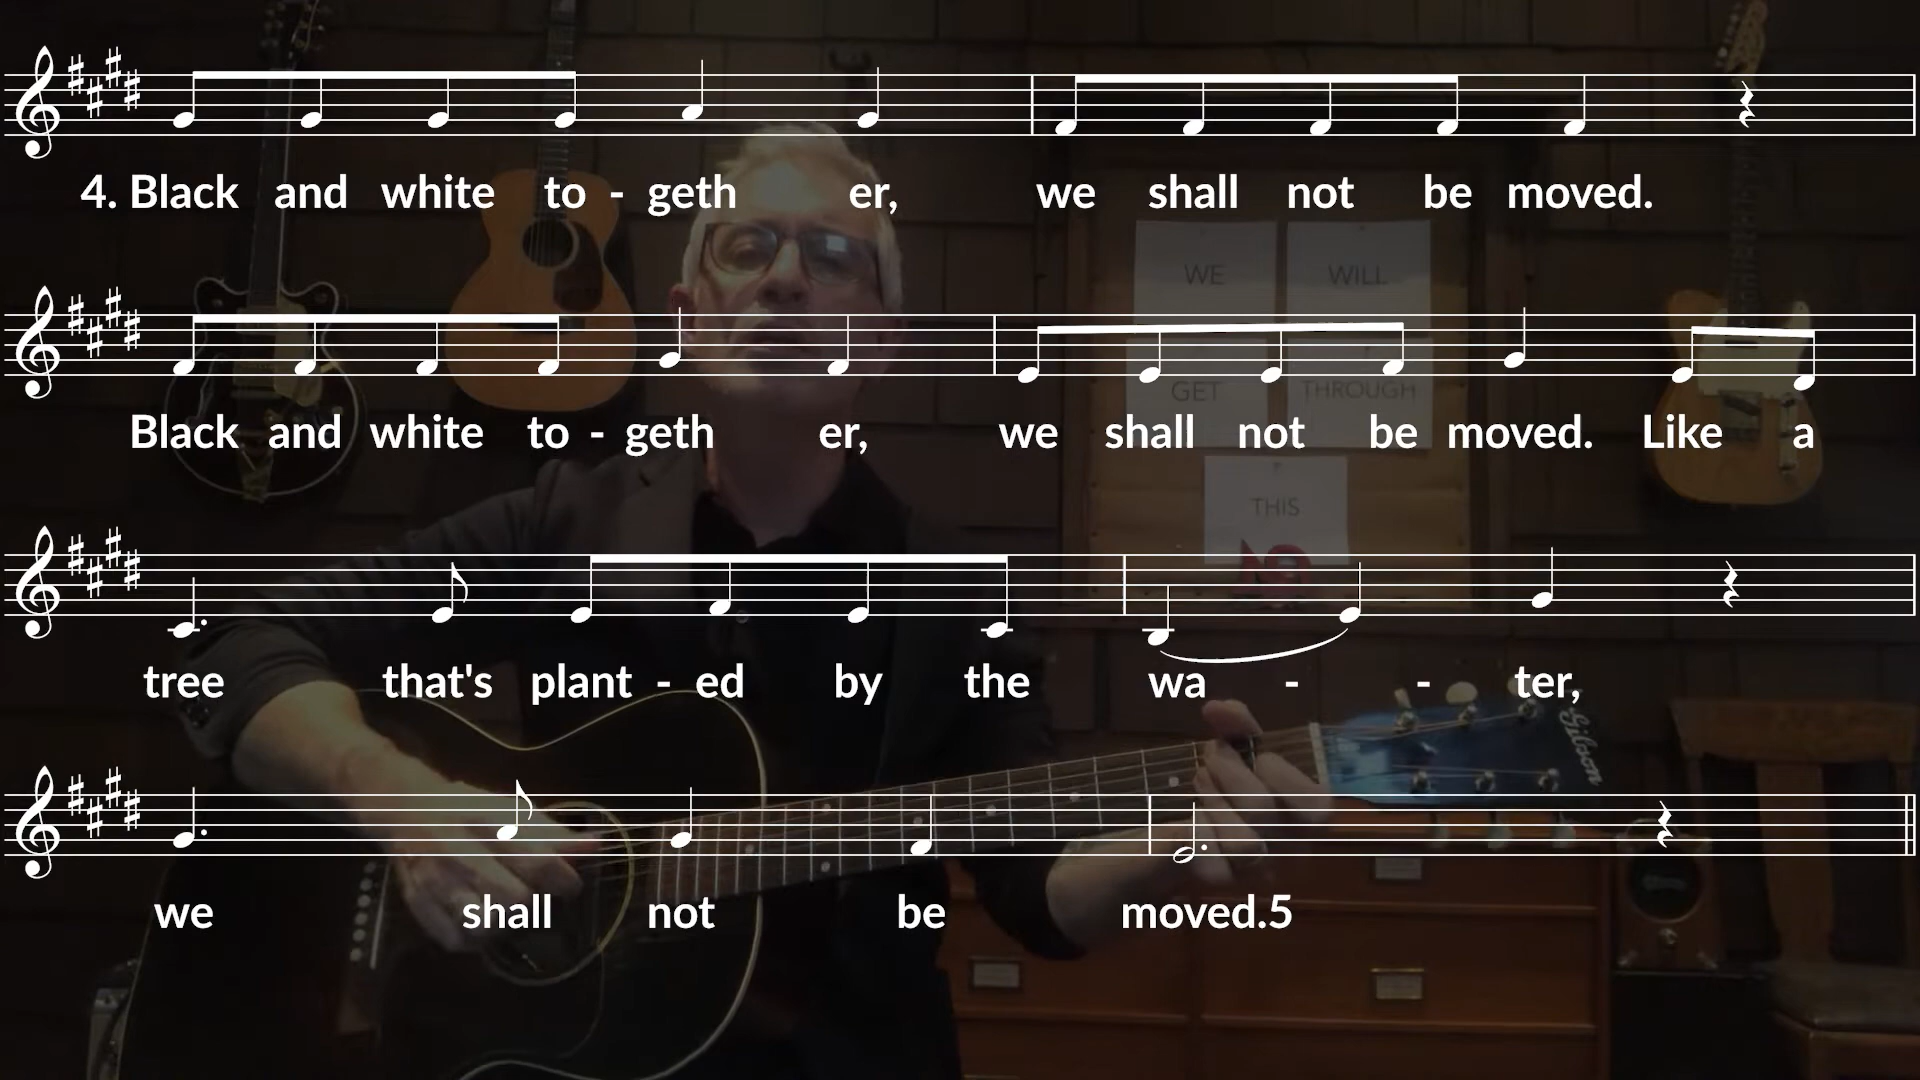 4. Black and white to - geth er, we shall not be moved.
Black and white to - geth er, we shall not be moved. Like a
tree that's plant - ed by the wa - - ter,
we shall not be moved.5
WE WILL
GET THROUGH
THIS
Gibson